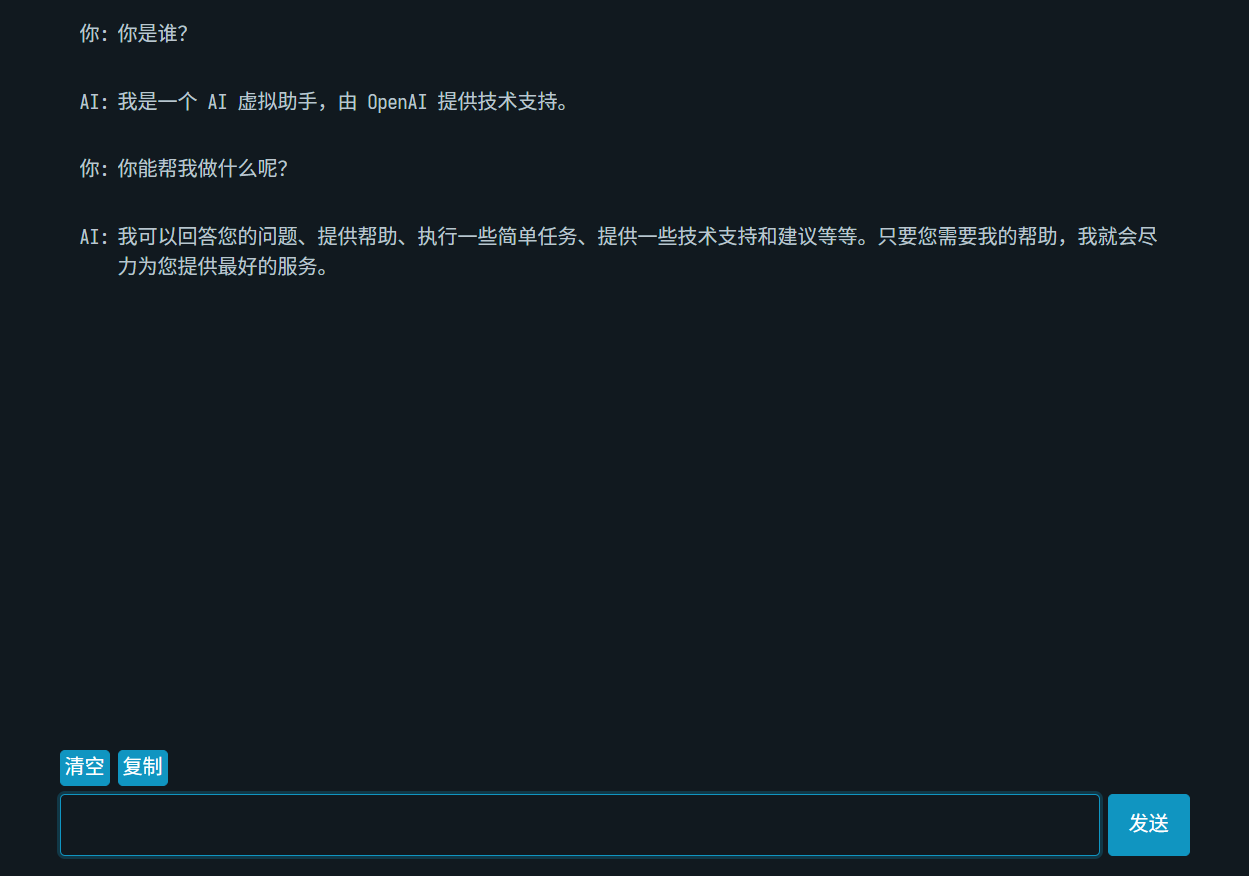 你: 你是谁?
AI: 我是一个 AI 虚拟助手，由 OpenAI 提供技术支持。
你: 你能帮我做什么呢?
AI: 我可以回答您的问题、提供帮助、执行一些简单任务、提供一些技术支持和建议等等。只要您需要我的帮助，我就会尽
力为您提供最好的服务。
清空 复制
发送